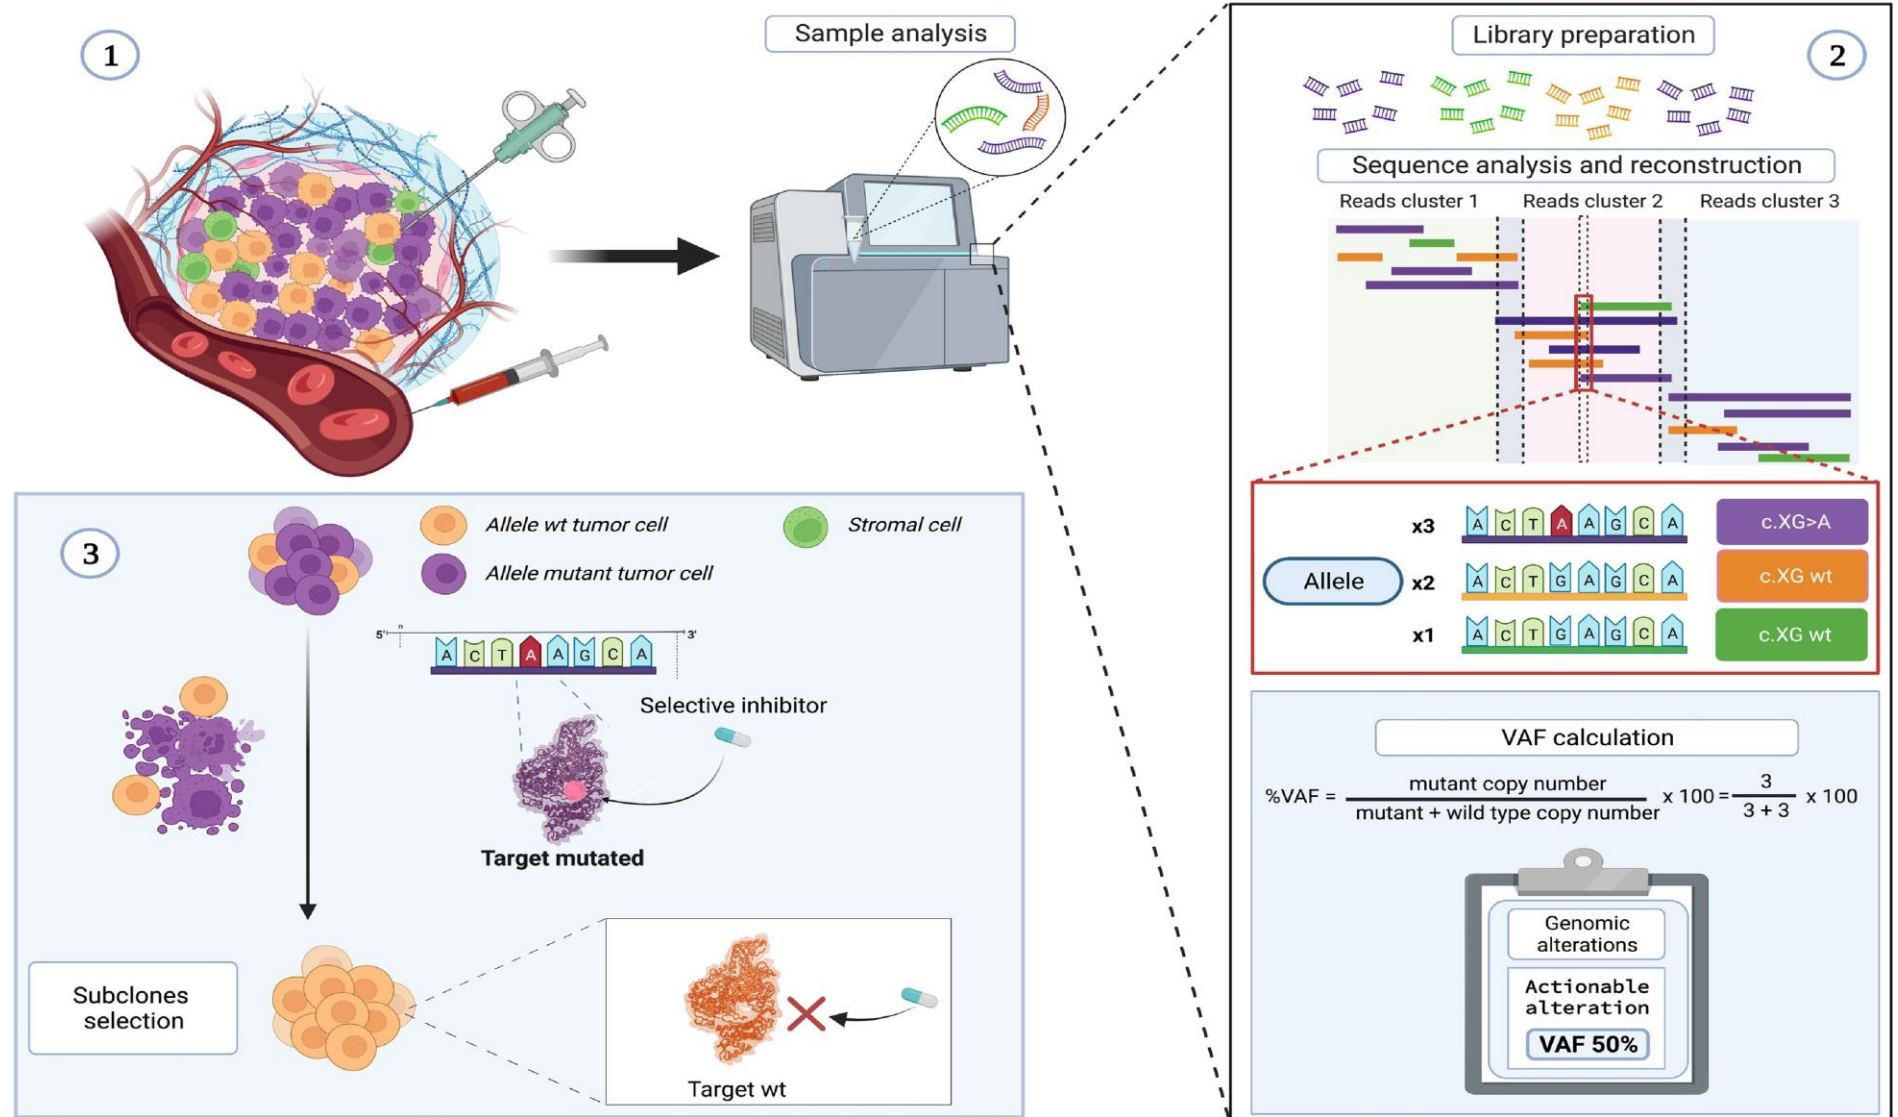 1
Sample analysis
2
Library preparation
Sequence analysis and reconstruction
Reads cluster 1
Reads cluster 2
Reads cluster 3
Allele
x3
A C T A A G C A
c.XG>A
x2
A C T G A G C A
c.XG wt
x1
A C T G A G C A
c.XG wt
VAF calculation
%VAF = mutant copy number / mutant + wild type copy number x 100 = 3 / 3 + 3 x 100
Genomic
alterations
Actionable
alteration
VAF 50%
3
Allele wt tumor cell
Stromal cell
Allele mutant tumor cell
5' n 3'
A C T A A G C A
Selective inhibitor
Target mutated
Subclones
selection
Target wt